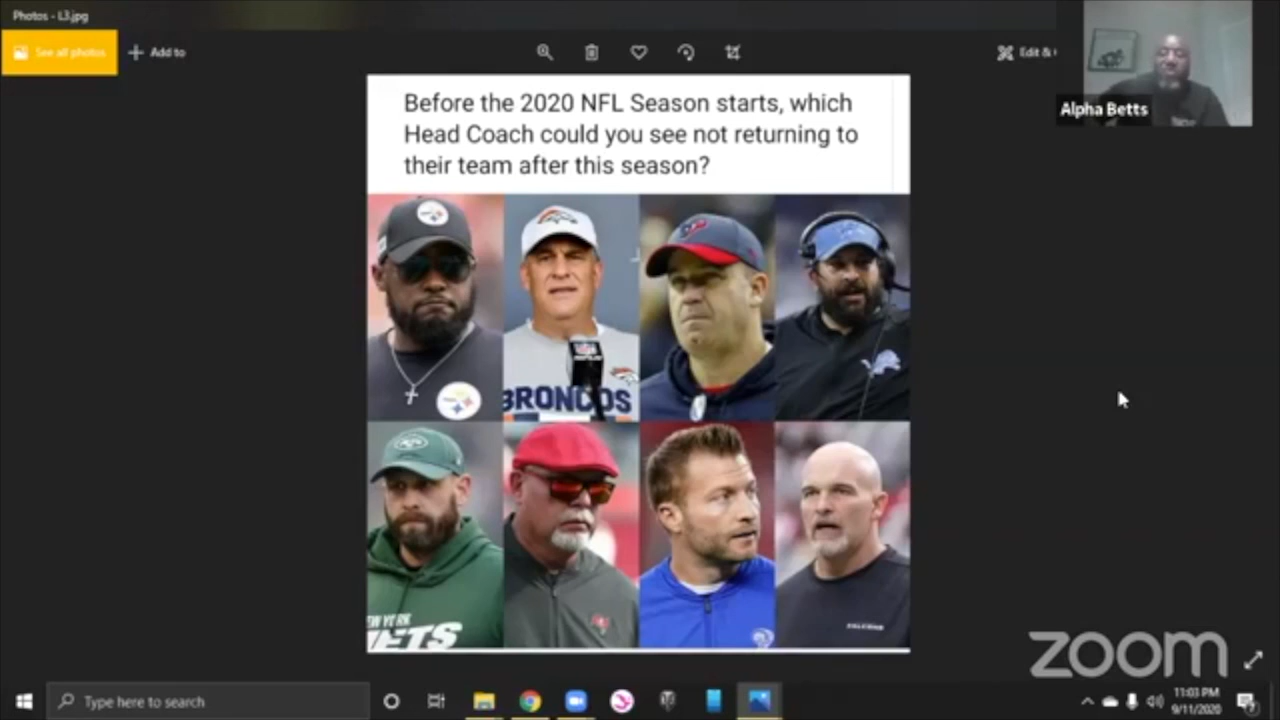 Photos - L3.jpg
See all photos
Add to
Edit &
Alpha Betts
Before the 2020 NFL Season starts, which
Head Coach could you see not returning to
their team after this season?
BRONCOS
NEW YORK
JETS
FALCONS
zoom
Type here to search
11:03 PM
9/11/2020